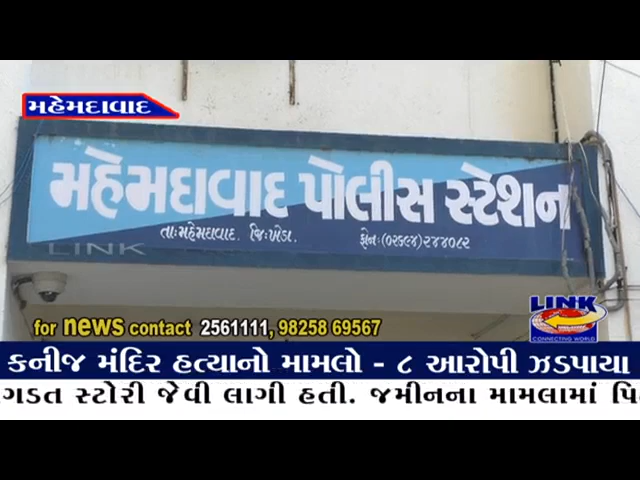 મહેમદાવાદ
મહેમદાવાદ પોલીસ સ્ટેશન
તા:મહેમદાવાદ. જિ:ખેડા. ફોન:(૦૨૬૯૪)૨૪૪૦૮૨
LINK
for news contact 2561111, 98258 69567
LINK
CONNECTING WORLD
કનીજ મંદિર હત્યાનો મામલો - ૮ આરોપી ઝડપાયા
ગડત સ્ટોરી જેવી લાગી હતી. જમીનના મામલામાં પિ